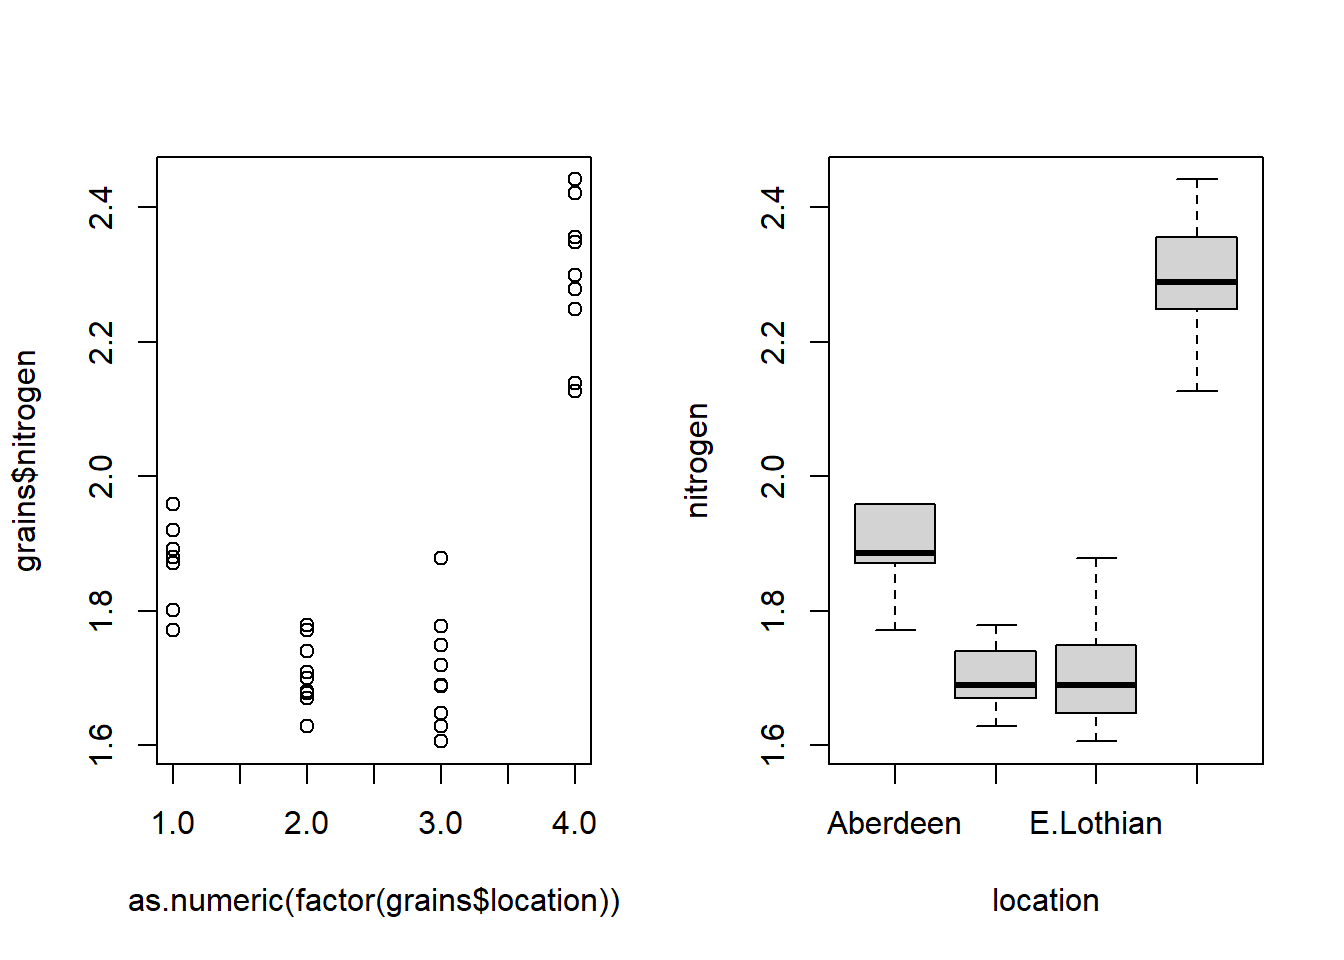 grains$nitrogen
2.4
2.2
2.0
1.8
1.6
1.0 2.0 3.0 4.0
as.numeric(factor(grains$location))
nitrogen
2.4
2.2
2.0
1.8
1.6
Aberdeen E.Lothian
location